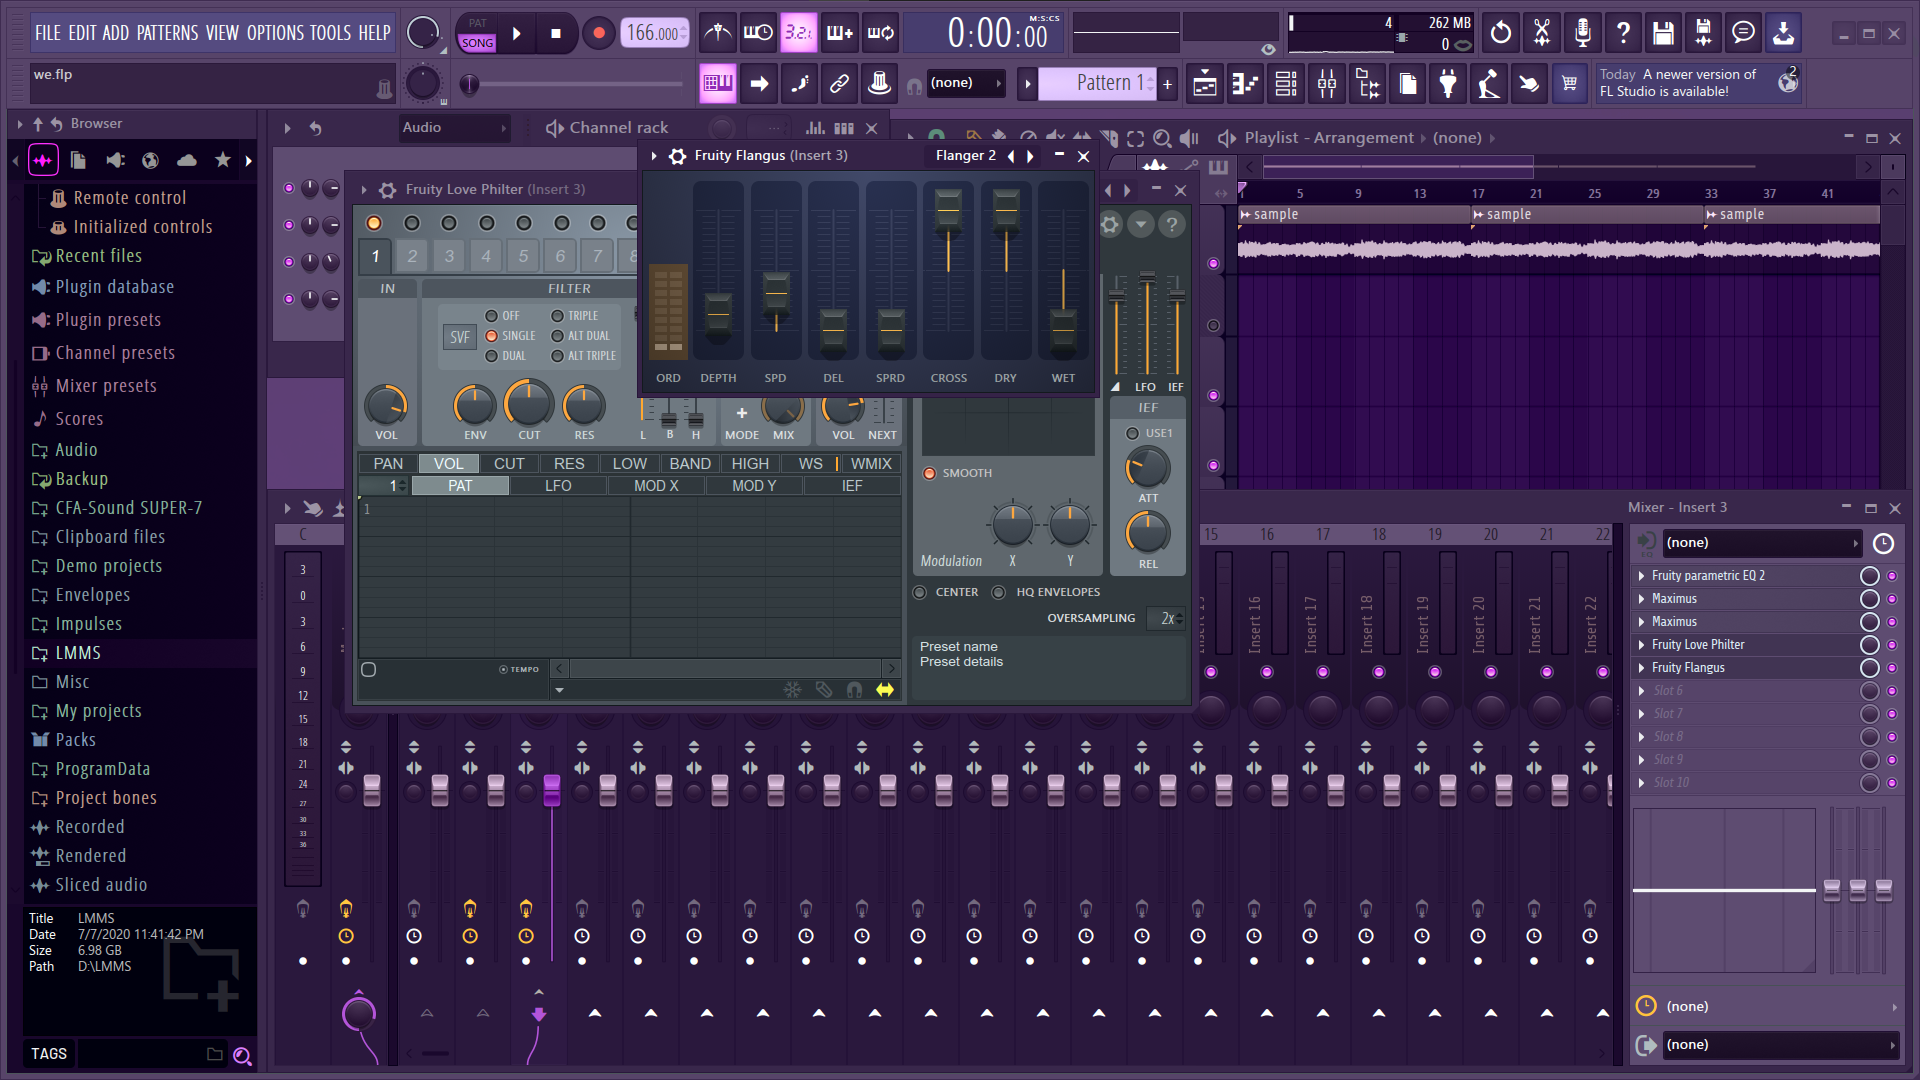 FILE EDIT ADD PATTERNS VIEW OPTIONS TOOLS HELP
PAT
SONG
166.000
3.2.1
0:00:00
M:S:CS
4
262 MB
0
we.flp
(none)
Pattern 1
Today A newer version of
FL Studio is available!
2
Browser
Audio
Channel rack
Playlist - Arrangement
(none)
Remote control
Initialized controls
Recent files
Plugin database
Plugin presets
Channel presets
Mixer presets
Scores
Audio
Backup
CFA-Sound SUPER-7
Clipboard files
Demo projects
Envelopes
Impulses
LMMS
Misc
My projects
Packs
ProgramData
Project bones
Recorded
Rendered
Sliced audio
Title LMMS
Date 7/7/2020 11:41:42 PM
Size 6.98 GB
Path D:\LMMS
TAGS
Fruity Flangus (Insert 3)
Flanger 2
ORD DEPTH SPD DEL SPRD CROSS DRY WET
Fruity Love Philter (Insert 3)
1 2 3 4 5 6 7 8
IN
FILTER
SVF
OFF
SINGLE
DUAL
TRIPLE
ALT DUAL
ALT TRIPLE
VOL ENV CUT RES L B H MODE MIX VOL NEXT
PAN VOL CUT RES LOW BAND HIGH WS WMIX
1 PAT LFO MOD X MOD Y IEF
1
TEMPO
LFO IEF
IEF
USE1
ATT
REL
SMOOTH
Modulation X Y
CENTER HQ ENVELOPES
OVERSAMPLING 2x
Preset name
Preset details
5 9 13 17 21 25 29 33 37 41
sample sample sample
C
3
0
3
6
9
12
15
18
21
24
27
30
33
36
15 16 17 18 19 20 21 22
Insert 16
Insert 17
Insert 18
Insert 19
Insert 20
Insert 21
Insert 22
Mixer - Insert 3
(none)
Fruity parametric EQ 2
Maximus
Maximus
Fruity Love Philter
Fruity Flangus
Slot 6
Slot 7
Slot 8
Slot 9
Slot 10
(none)
(none)